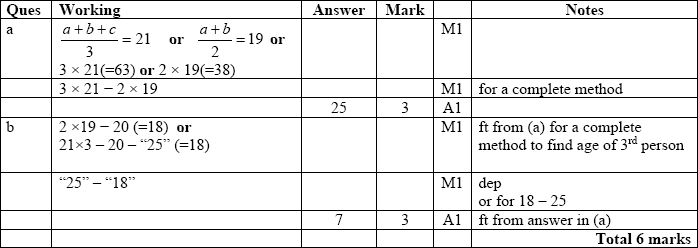 Ques Working Answer Mark Notes
a (a + b + c)/3 = 21 or (a + b)/2 = 19 or M1
3 × 21(=63) or 2 × 19(=38)
3 × 21 – 2 × 19 M1 for a complete method
25 3 A1
b 2 ×19 – 20 (=18) or M1 ft from (a) for a complete
21×3 – 20 – “25” (=18) method to find age of 3rd person
“25” – “18” M1 dep
or for 18 – 25
7 3 A1 ft from answer in (a)
Total 6 marks